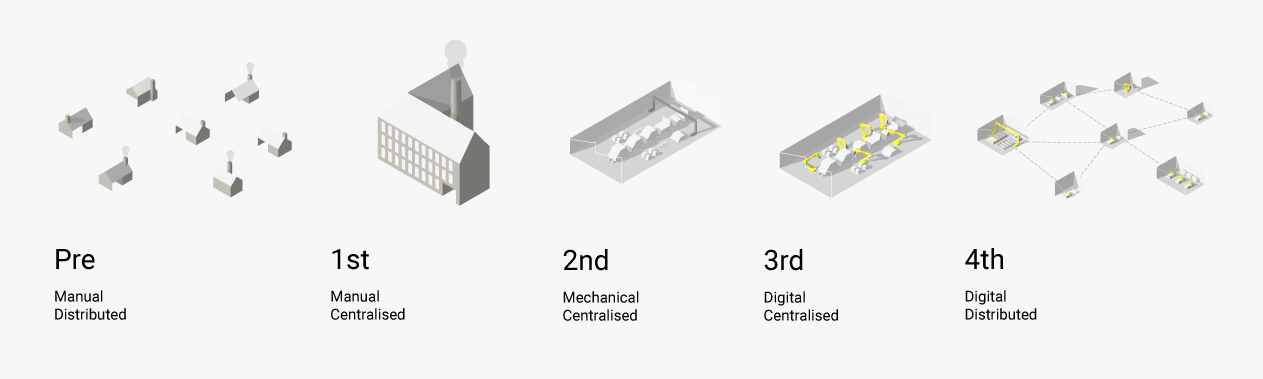 Pre
Manual
Distributed
1st
Manual
Centralised
2nd
Mechanical
Centralised
3rd
Digital
Centralised
4th
Digital
Distributed